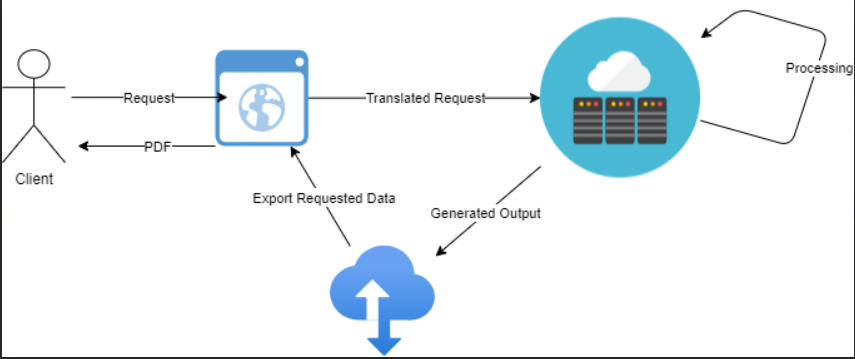 Processing
Request
Translated Request
PDF
Client
Export Requested Data
Generated Output